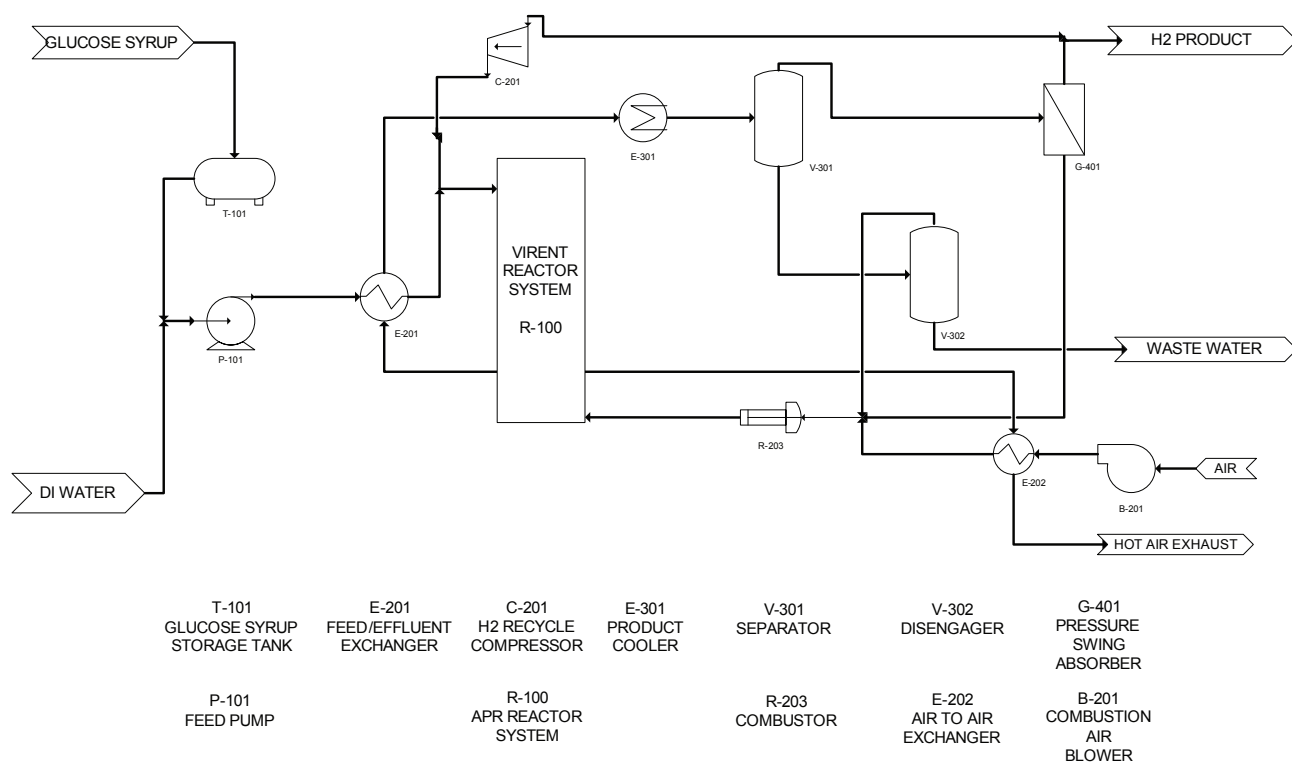 GLUCOSE SYRUP
H2 PRODUCT
C-201
E-301
V-301
G-401
T-101
VIRENT
REACTOR
SYSTEM
R-100
E-201
P-101
V-302
WASTE WATER
R-203
DI WATER
E-202
B-201
AIR
HOT AIR EXHAUST
T-101
GLUCOSE SYRUP
STORAGE TANK
E-201
FEED/EFFLUENT
EXCHANGER
C-201
H2 RECYCLE
COMPRESSOR
E-301
PRODUCT
COOLER
V-301
SEPARATOR
V-302
DISENGAGER
G-401
PRESSURE
SWING
ABSORBER
P-101
FEED PUMP
R-100
APR REACTOR
SYSTEM
R-203
COMBUSTOR
E-202
AIR TO AIR
EXCHANGER
B-201
COMBUSTION
AIR
BLOWER